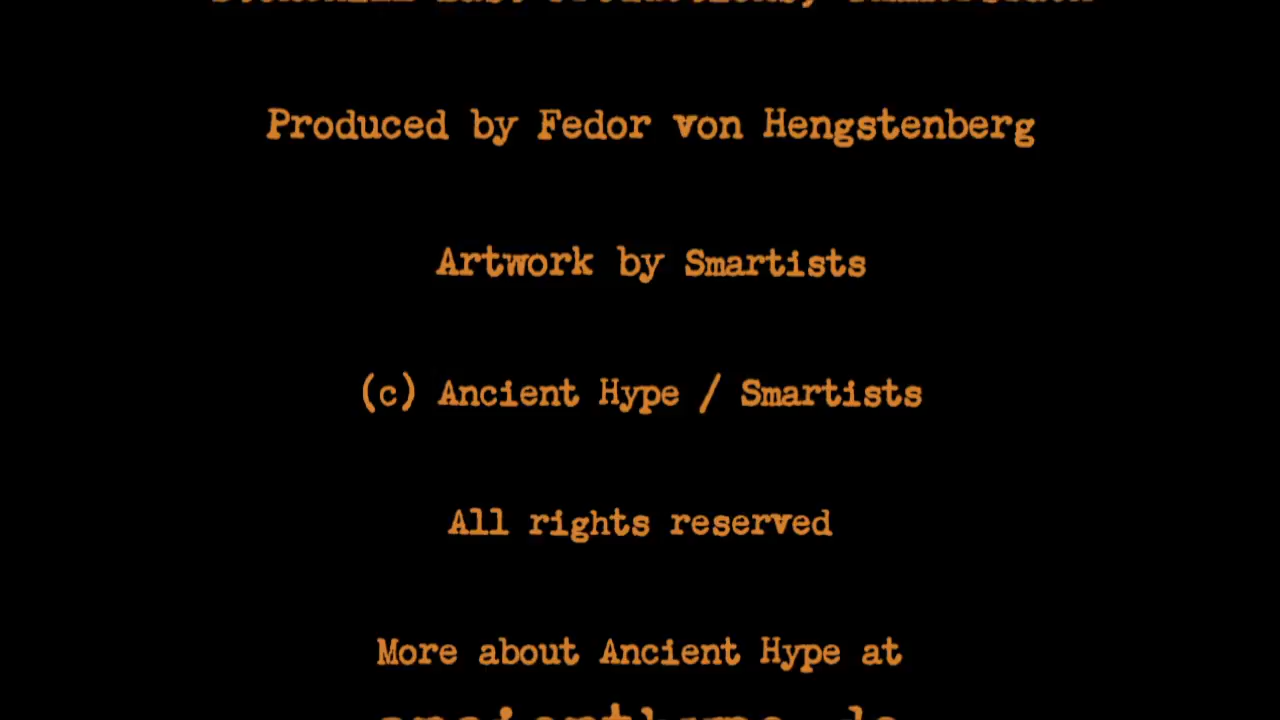 Produced by Fedor von Hengstenberg
Artwork by Smartists
(c) Ancient Hype / Smartists
All rights reserved
More about Ancient Hype at